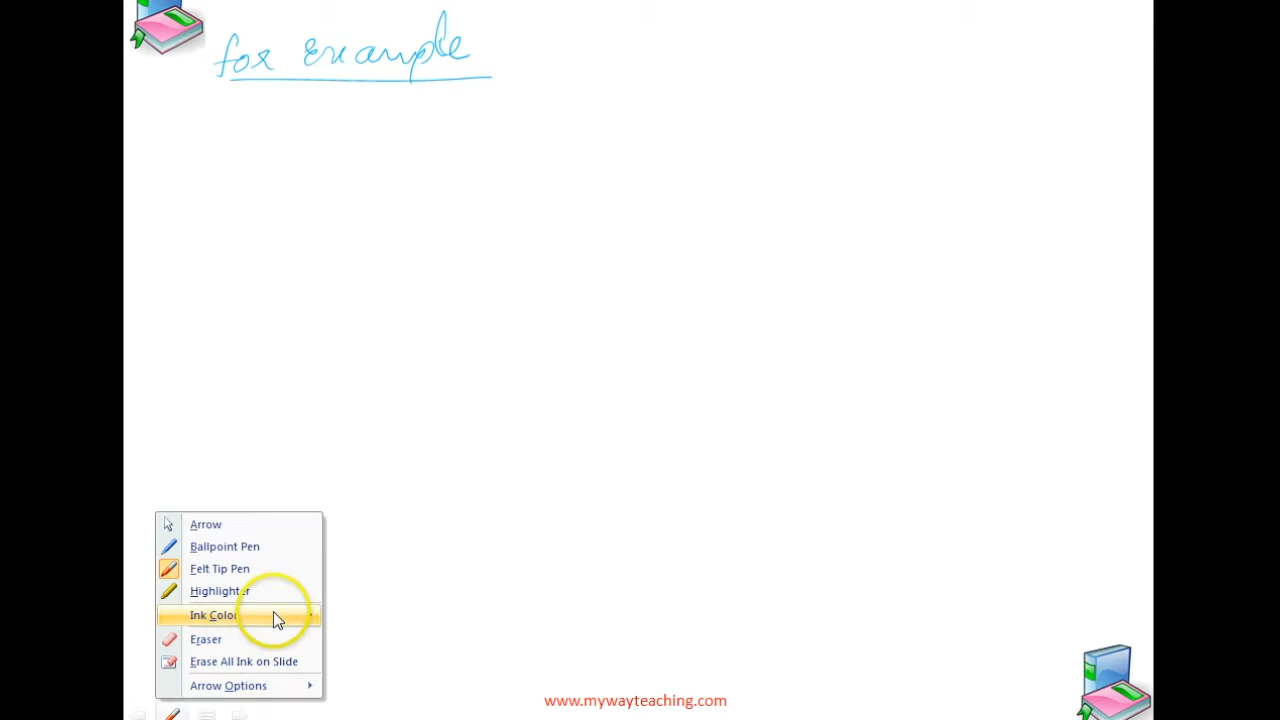 for example
Arrow
Ballpoint Pen
Felt Tip Pen
Highlighter
Ink Color
Eraser
Erase All Ink on Slide
Arrow Options
www.mywayteaching.com